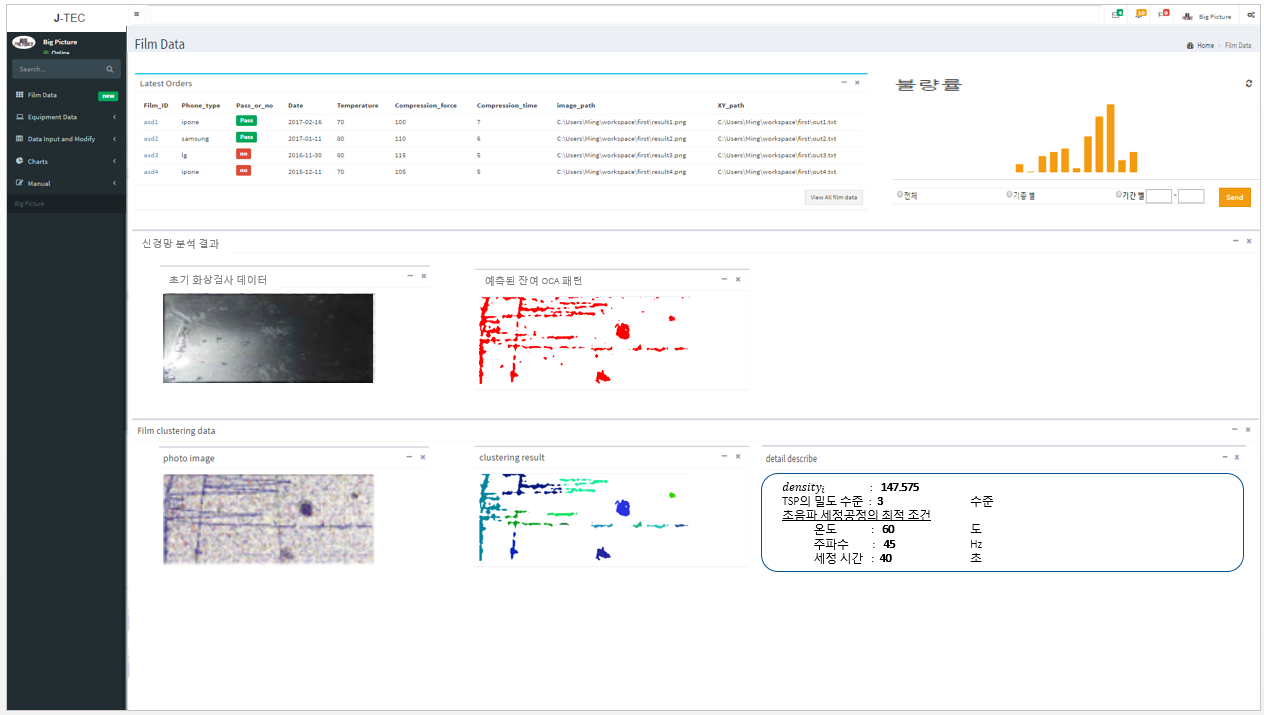 J-TEC
4
10
9
Big Picture
Big Picture
Online
Film Data
Home > Film Data
Search...
Film Data new
Equipment Data
Data Input and Modify
Charts
Manual
Big Picture
Latest Orders
Film_ID Phone_type Pass_or_no Date Temperature Compression_force Compression_time image_path XY_path
asd1 ipone Pass 2017-02-16 70 100 7 C:\Users\Ming\workspace\first\result1.png C:\Users\Ming\workspace\first\out1.txt
asd2 samsung Pass 2017-01-11 80 110 6 C:\Users\Ming\workspace\first\result2.png C:\Users\Ming\workspace\first\out2.txt
asd3 lg no 2016-11-30 80 115 5 C:\Users\Ming\workspace\first\result3.png C:\Users\Ming\workspace\first\out3.txt
asd4 ipone no 2015-12-11 70 105 5 C:\Users\Ming\workspace\first\result4.png C:\Users\Ming\workspace\first\out4.txt
View All film data
불량률
전체 기종 별 기간 별 - Send
신경망 분석 결과
초기 화상검사 데이터
예측된 잔여 OCA 패턴
Film clustering data
photo image
clustering result
detail describe
densityᵢ : 147.575
TSP의 밀도 수준 : 3 수준
초음파 세정공정의 최적 조건
온도 : 60 도
주파수 : 45 Hz
세정 시간 : 40 초